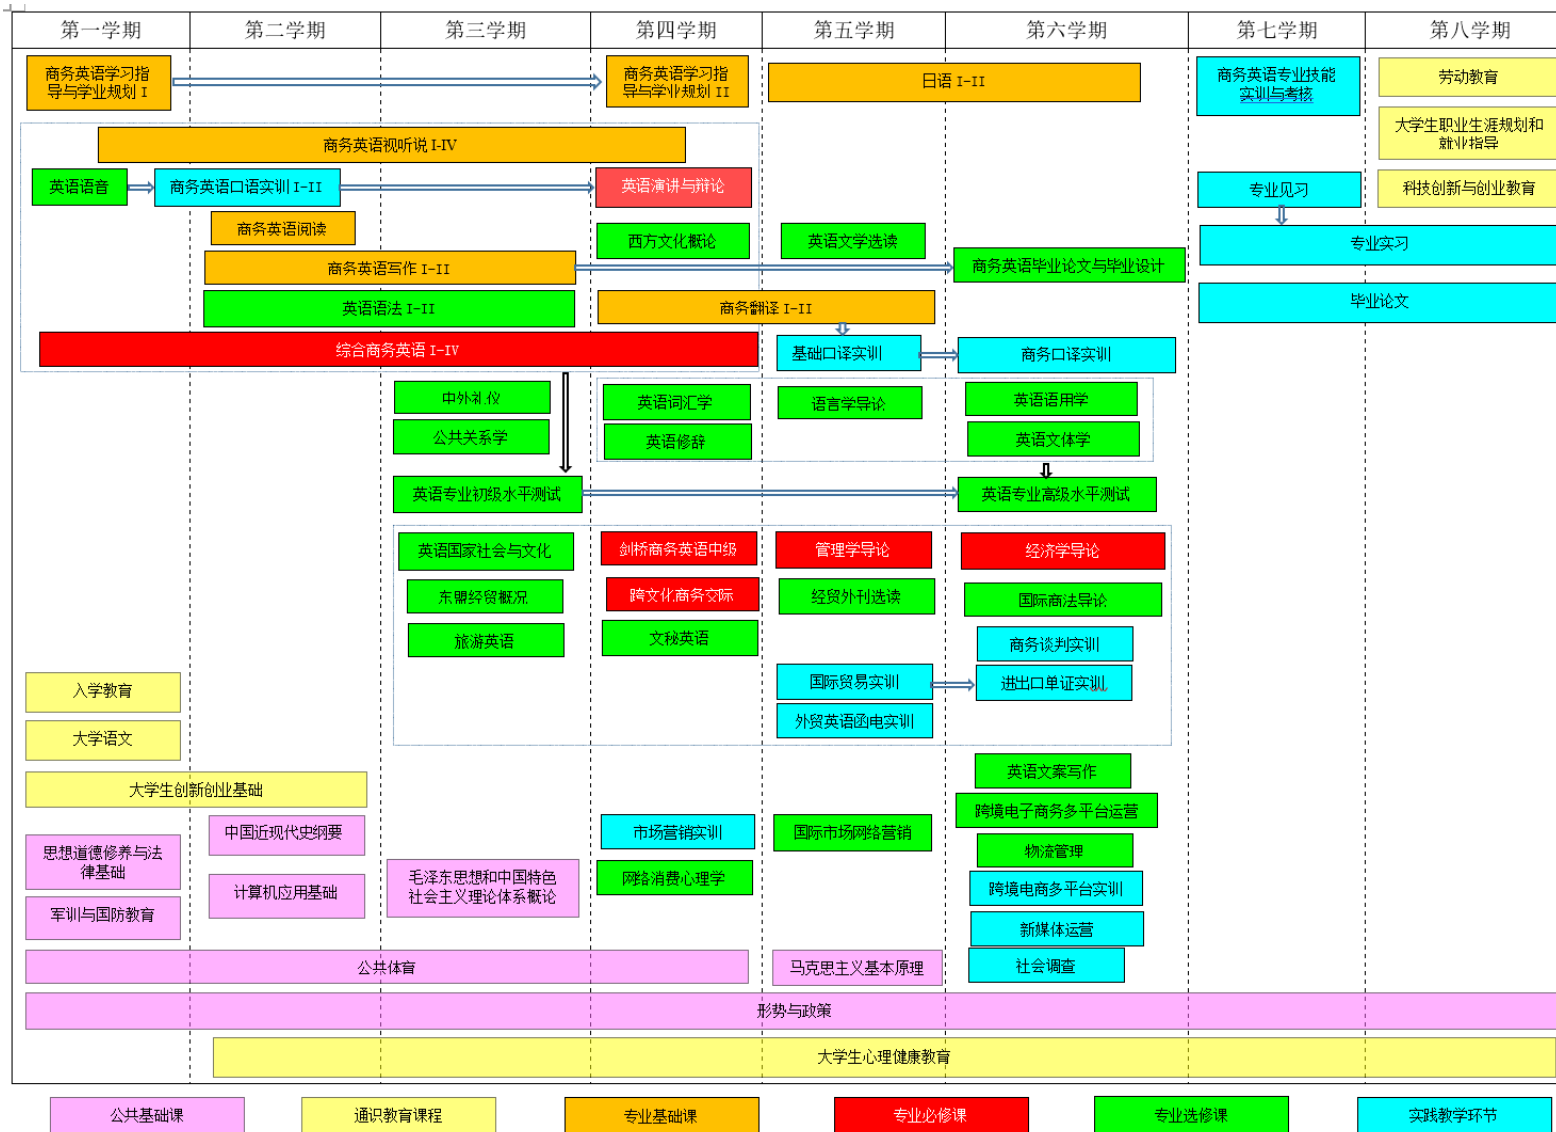 第一学期
第二学期
第三学期
第四学期
第五学期
第六学期
第七学期
第八学期
商务英语学习指
导与学业规划 I
商务英语学习指
导与学业规划 II
日语 I-II
商务英语专业技能
实训与考核
劳动教育
大学生职业生涯规划和
就业指导
商务英语视听说 I-IV
英语语音
商务英语口语实训 I-II
英语演讲与辩论
专业见习
科技创新与创业教育
商务英语阅读
西方文化概论
英语文学选读
专业实习
商务英语写作 I-II
商务英语毕业论文与毕业设计
英语语法 I-II
商务翻译 I-II
毕业论文
综合商务英语 I-IV
基础口译实训
商务口译实训
中外礼仪
英语词汇学
语言学导论
英语语用学
公共关系学
英语修辞
英语文体学
英语专业初级水平测试
英语专业高级水平测试
英语国家社会与文化
剑桥商务英语中级
管理学导论
经济学导论
东盟经贸概况
跨文化商务交际
经贸外刊选读
国际商法导论
旅游英语
文秘英语
商务谈判实训
入学教育
国际贸易实训
进出口单证实训
大学语文
外贸英语函电实训
英语文案写作
大学生创新创业基础
跨境电子商务多平台运营
中国近现代史纲要
市场营销实训
国际市场网络营销
思想道德修养与法
律基础
物流管理
计算机应用基础
毛泽东思想和中国特色
社会主义理论体系概论
网络消费心理学
跨境电商多平台实训
军训与国防教育
新媒体运营
公共体育
马克思主义基本原理
社会调查
形势与政策
大学生心理健康教育
公共基础课
通识教育课程
专业基础课
专业必修课
专业选修课
实践教学环节